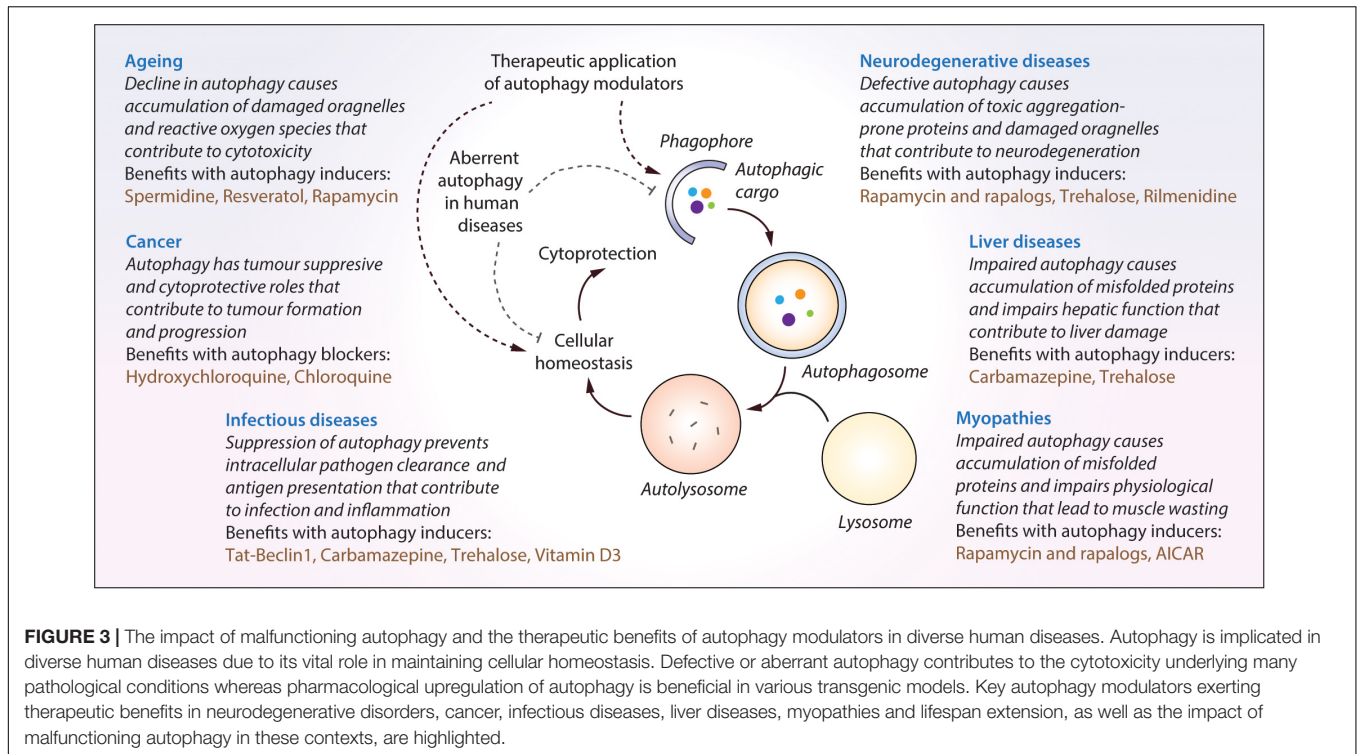 Ageing
Decline in autophagy causes
accumulation of damaged oragnelles
and reactive oxygen species that
contribute to cytotoxicity
Benefits with autophagy inducers:
Spermidine, Resveratol, Rapamycin
Cancer
Autophagy has tumour suppresive
and cytoprotective roles that
contribute to tumour formation
and progression
Benefits with autophagy blockers:
Hydroxychloroquine, Chloroquine
Infectious diseases
Suppression of autophagy prevents
intracellular pathogen clearance and
antigen presentation that contribute
to infection and inflammation
Benefits with autophagy inducers:
Tat-Beclin1, Carbamazepine, Trehalose, Vitamin D3
Therapeutic application
of autophagy modulators
Aberrant
autophagy
in human
diseases
Phagophore
Autophagic
cargo
Cytoprotection
Cellular
homeostasis
Autophagosome
Autolysosome
Lysosome
Neurodegenerative diseases
Defective autophagy causes
accumulation of toxic aggregation-
prone proteins and damaged oragnelles
that contribute to neurodegeneration
Benefits with autophagy inducers:
Rapamycin and rapalogs, Trehalose, Rilmenidine
Liver diseases
Impaired autophagy causes
accumulation of misfolded proteins
and impairs hepatic function that
contribute to liver damage
Benefits with autophagy inducers:
Carbamazepine, Trehalose
Myopathies
Impaired autophagy causes
accumulation of misfolded
proteins and impairs physiological
function that lead to muscle wasting
Benefits with autophagy inducers:
Rapamycin and rapalogs, AICAR
FIGURE 3 | The impact of malfunctioning autophagy and the therapeutic benefits of autophagy modulators in diverse human diseases. Autophagy is implicated in
diverse human diseases due to its vital role in maintaining cellular homeostasis. Defective or aberrant autophagy contributes to the cytotoxicity underlying many
pathological conditions whereas pharmacological upregulation of autophagy is beneficial in various transgenic models. Key autophagy modulators exerting
therapeutic benefits in neurodegenerative disorders, cancer, infectious diseases, liver diseases, myopathies and lifespan extension, as well as the impact of
malfunctioning autophagy in these contexts, are highlighted.